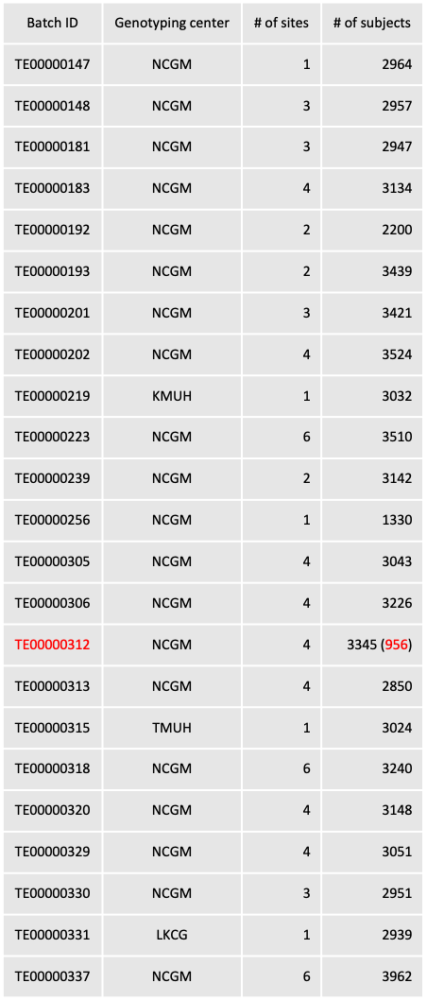 Batch ID Genotyping center # of sites # of subjects
TE00000147 NCGM 1 2964
TE00000148 NCGM 3 2957
TE00000181 NCGM 3 2947
TE00000183 NCGM 4 3134
TE00000192 NCGM 2 2200
TE00000193 NCGM 2 3439
TE00000201 NCGM 3 3421
TE00000202 NCGM 4 3524
TE00000219 KMUH 1 3032
TE00000223 NCGM 6 3510
TE00000239 NCGM 2 3142
TE00000256 NCGM 1 1330
TE00000305 NCGM 4 3043
TE00000306 NCGM 4 3226
TE00000312 NCGM 4 3345 (956)
TE00000313 NCGM 4 2850
TE00000315 TMUH 1 3024
TE00000318 NCGM 6 3240
TE00000320 NCGM 4 3148
TE00000329 NCGM 4 3051
TE00000330 NCGM 3 2951
TE00000331 LKCG 1 2939
TE00000337 NCGM 6 3962